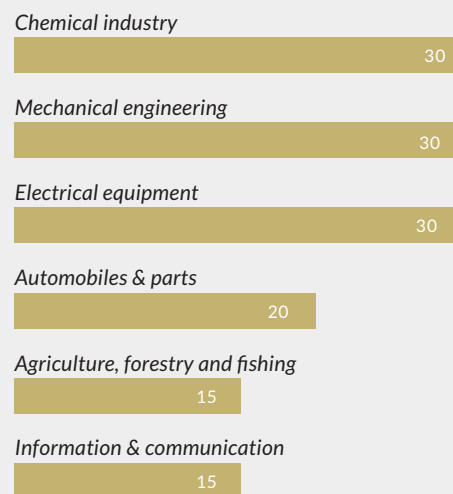 Chemical industry
30
Mechanical engineering
30
Electrical equipment
30
Automobiles & parts
20
Agriculture, forestry and fishing
15
Information & communication
15